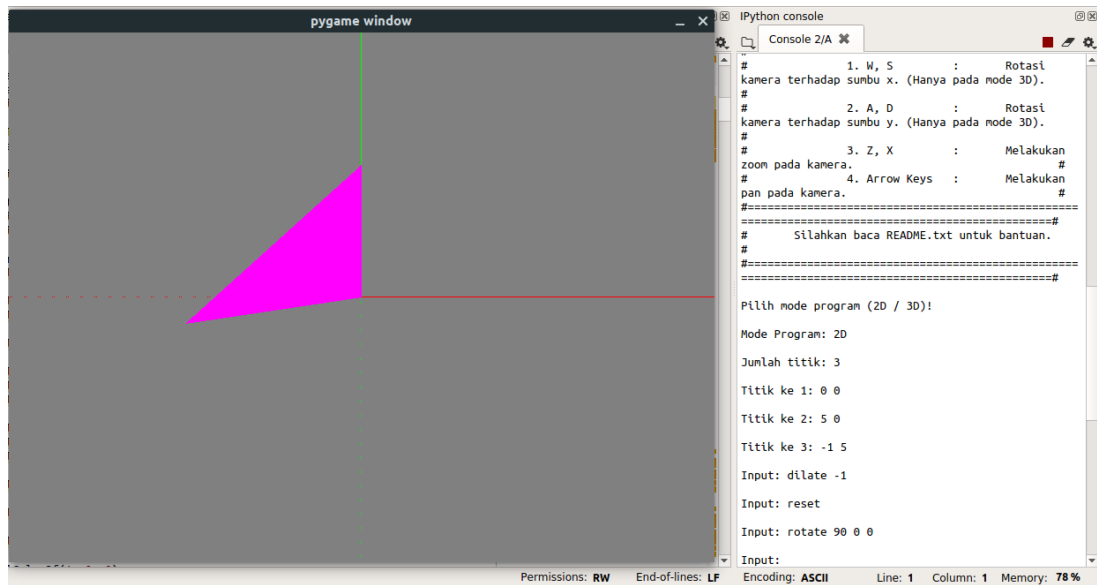 pygame window
IPython console
Console 2/A
# 1. W, S : Rotasi
kamera terhadap sumbu x. (Hanya pada mode 3D).
#
# 2. A, D : Rotasi
kamera terhadap sumbu y. (Hanya pada mode 3D).
#
# 3. Z, X : Melakukan
zoom pada kamera. #
# 4. Arrow Keys : Melakukan
pan pada kamera. #
#==================================================
===============================================#
# Silahkan baca README.txt untuk bantuan.
#
#==================================================
===============================================#
Pilih mode program (2D / 3D)!
Mode Program: 2D
Jumlah titik: 3
Titik ke 1: 0 0
Titik ke 2: 5 0
Titik ke 3: -1 5
Input: dilate -1
Input: reset
Input: rotate 90 0 0
Input:
Permissions: RW End-of-lines: LF Encoding: ASCII Line: 1 Column: 1 Memory: 78 %